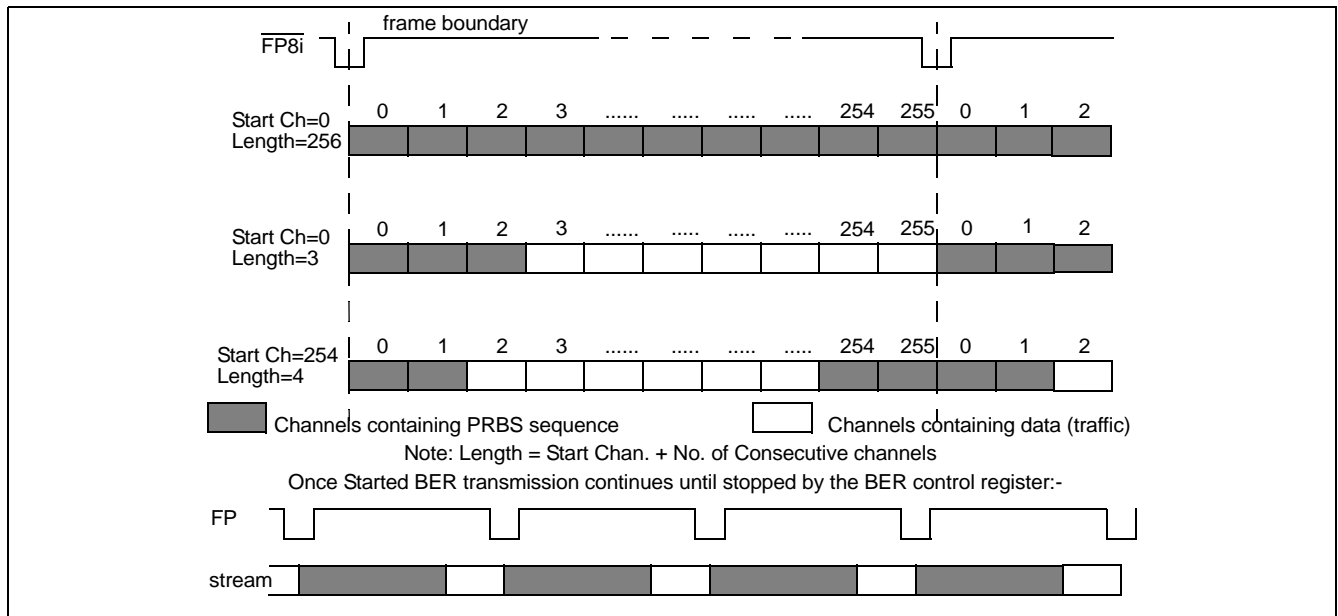 frame boundary
FP8i
0 1 2 3 ...... ..... ..... ..... 254 255 0 1 2
Start Ch=0
Length=256
0 1 2 3 ...... ..... ..... ..... 254 255 0 1 2
Start Ch=0
Length=3
0 1 2 3 ...... ..... ..... ..... 254 255 0 1 2
Start Ch=254
Length=4
Channels containing PRBS sequence Channels containing data (traffic)
Note: Length = Start Chan. + No. of Consecutive channels
Once Started BER transmission continues until stopped by the BER control register:-
FP
stream